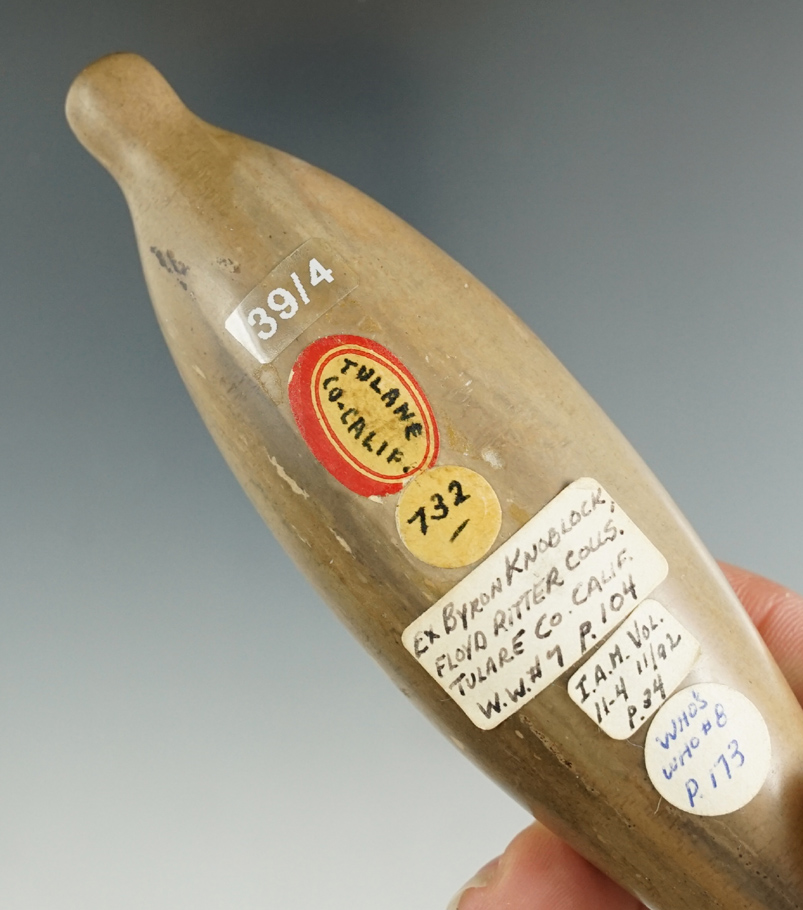 39/4
TULANE
CO-CALIF.
732
Ex BYRON KNOBLOCK,
FLOYD RITTER COLLS.
TULARE CO. CALIF.
W.W.#7 P.104
I.A.M. VOL.
11-4 11/92
P.34
WHO'S
WHO #8
P. 173